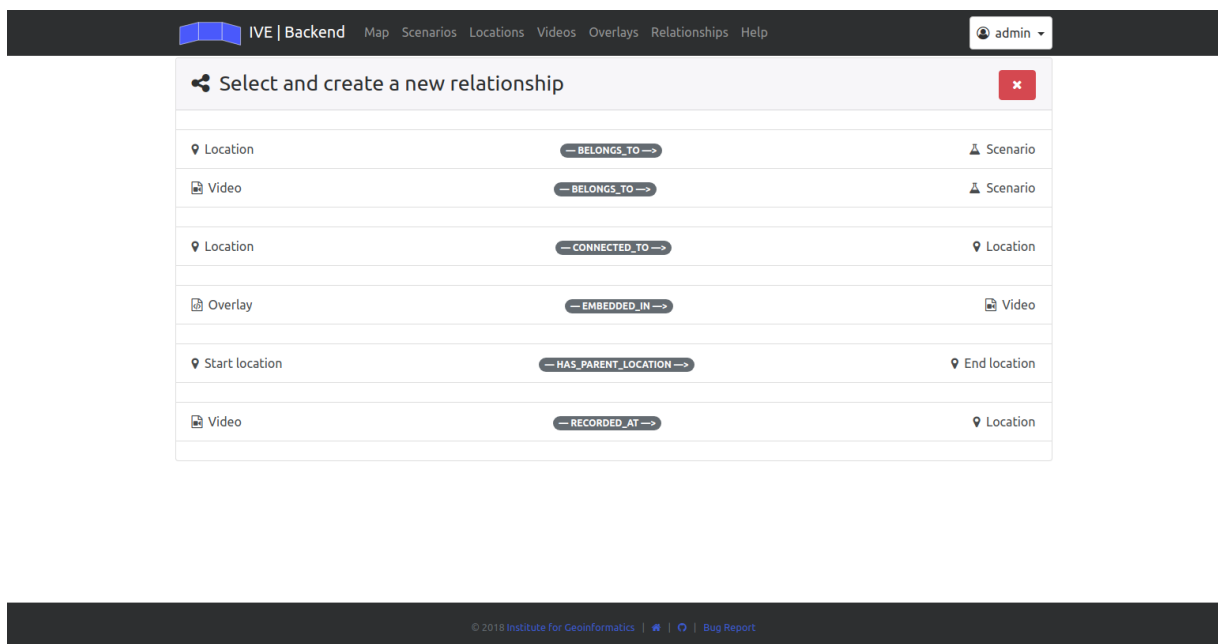 IVE | Backend Map Scenarios Locations Videos Overlays Relationships Help admin
Select and create a new relationship
Location — BELONGS_TO —> Scenario
Video — BELONGS_TO —> Scenario
Location — CONNECTED_TO —> Location
Overlay — EMBEDDED_IN —> Video
Start location — HAS_PARENT_LOCATION —> End location
Video — RECORDED_AT —> Location
© 2018 Institute for Geoinformatics | | | Bug Report